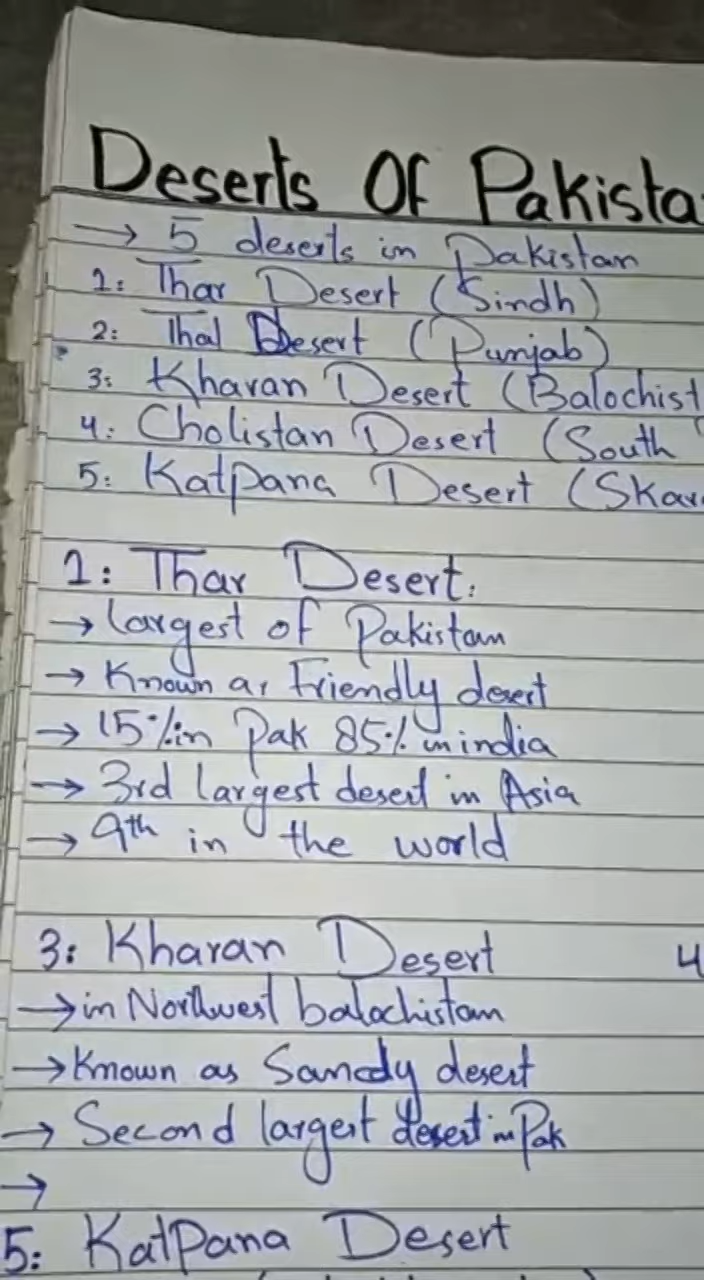 Deserts Of Pakista
→ 5 deserts in Pakistan
1: Thar Desert (Sindh)
2: Thal Desert (Punjab)
3: Kharan Desert (Balochist
4: Cholistan Desert (South
5: Katpana Desert (Skar
1: Thar Desert:
→ largest of Pakistan
→ Known as Friendly desert
→ 15% in Pak 85% in india
→ 3rd largest desert in Asia
→ 9th in the world
3: Kharan Desert
4
→ in Northwest balochistan
→ Known as Sandy desert
→ Second largest desert in Pak
→
5: KatPana Desert